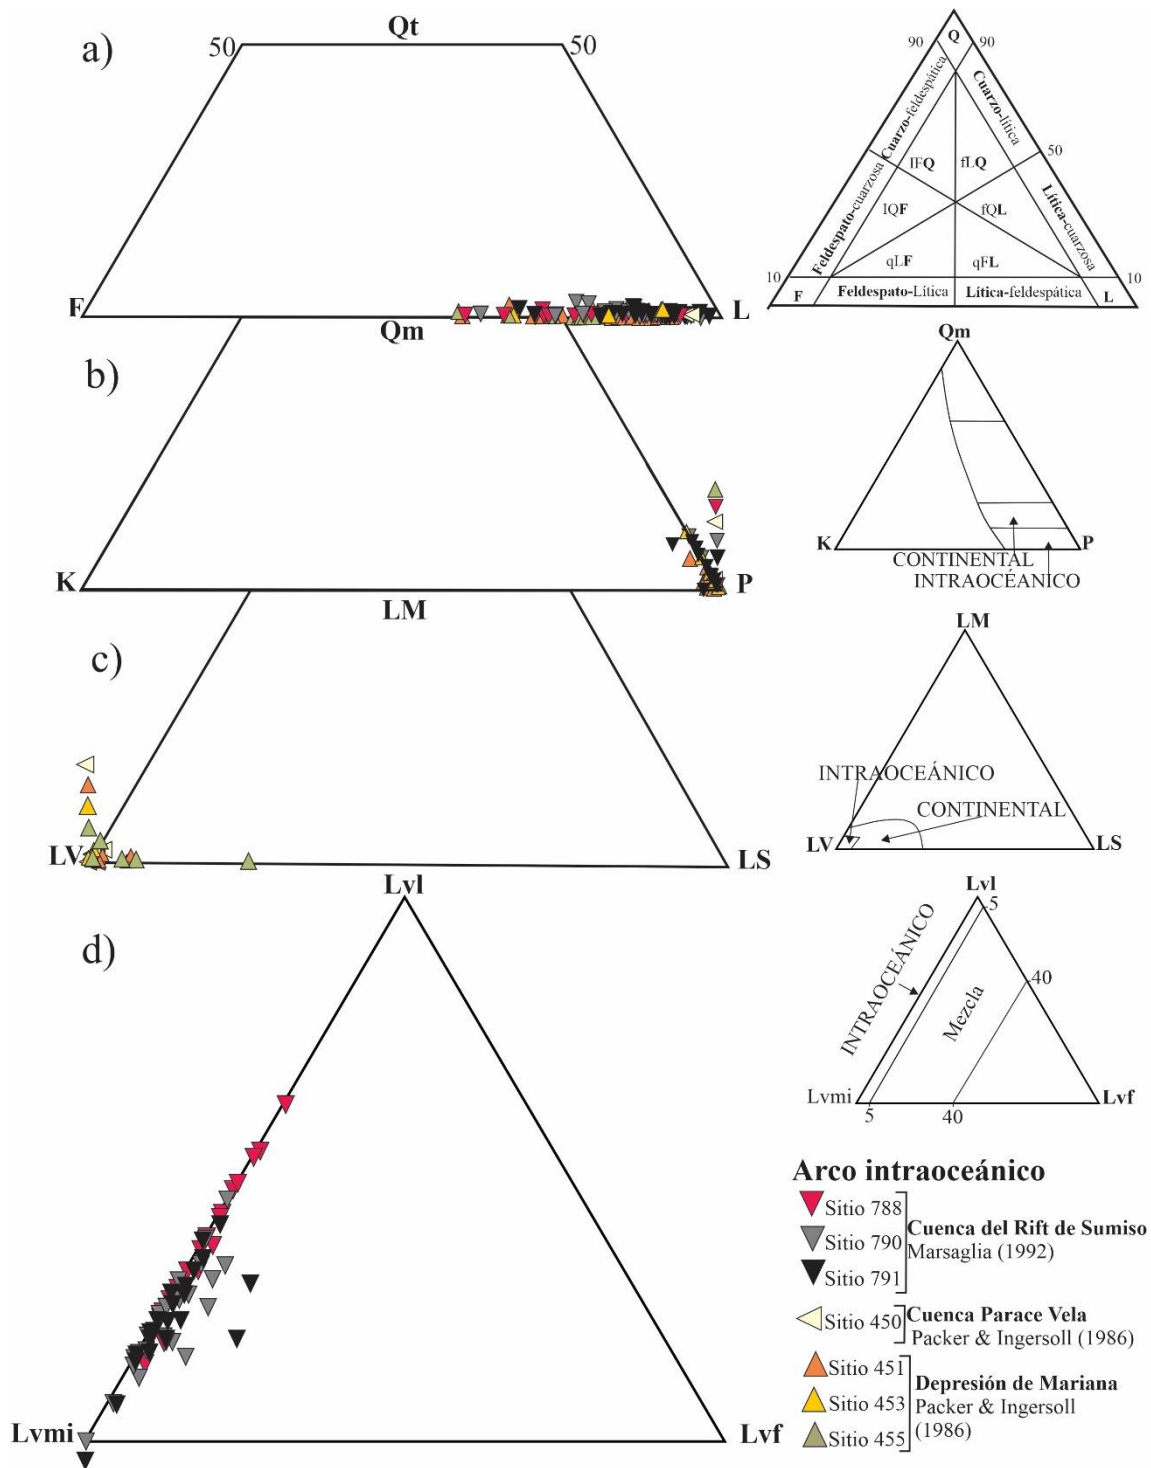 a)
Qt
50
50
F
L
Q
90
90
Cuarzo-feldespática
Cuarzo-lítica
50
lFQ
fLQ
Feldespato-cuarzosa
Lítica-cuarzosa
lQF
fQL
qLF
qFL
10
10
F
Feldespato-Lítica
Lítica-feldespática
L
b)
Qm
K
P
Qm
K
P
CONTINENTAL
INTRAOCÉANICO
c)
LM
LV
LS
LM
INTRAOCEÁNICO
CONTINENTAL
LV
LS
d)
Lvl
Lvmi
Lvf
Lvl
5
INTRAOCEÁNICO
40
Mezcla
Lvmi
Lvf
5
40
Arco intraoceánico
Sitio 788
Sitio 790
Sitio 791
Cuenca del Rift de Sumiso
Marsaglia (1992)
Sitio 450
Cuenca Parace Vela
Packer & Ingersoll (1986)
Sitio 451
Sitio 453
Sitio 455
Depresión de Mariana
Packer & Ingersoll
(1986)